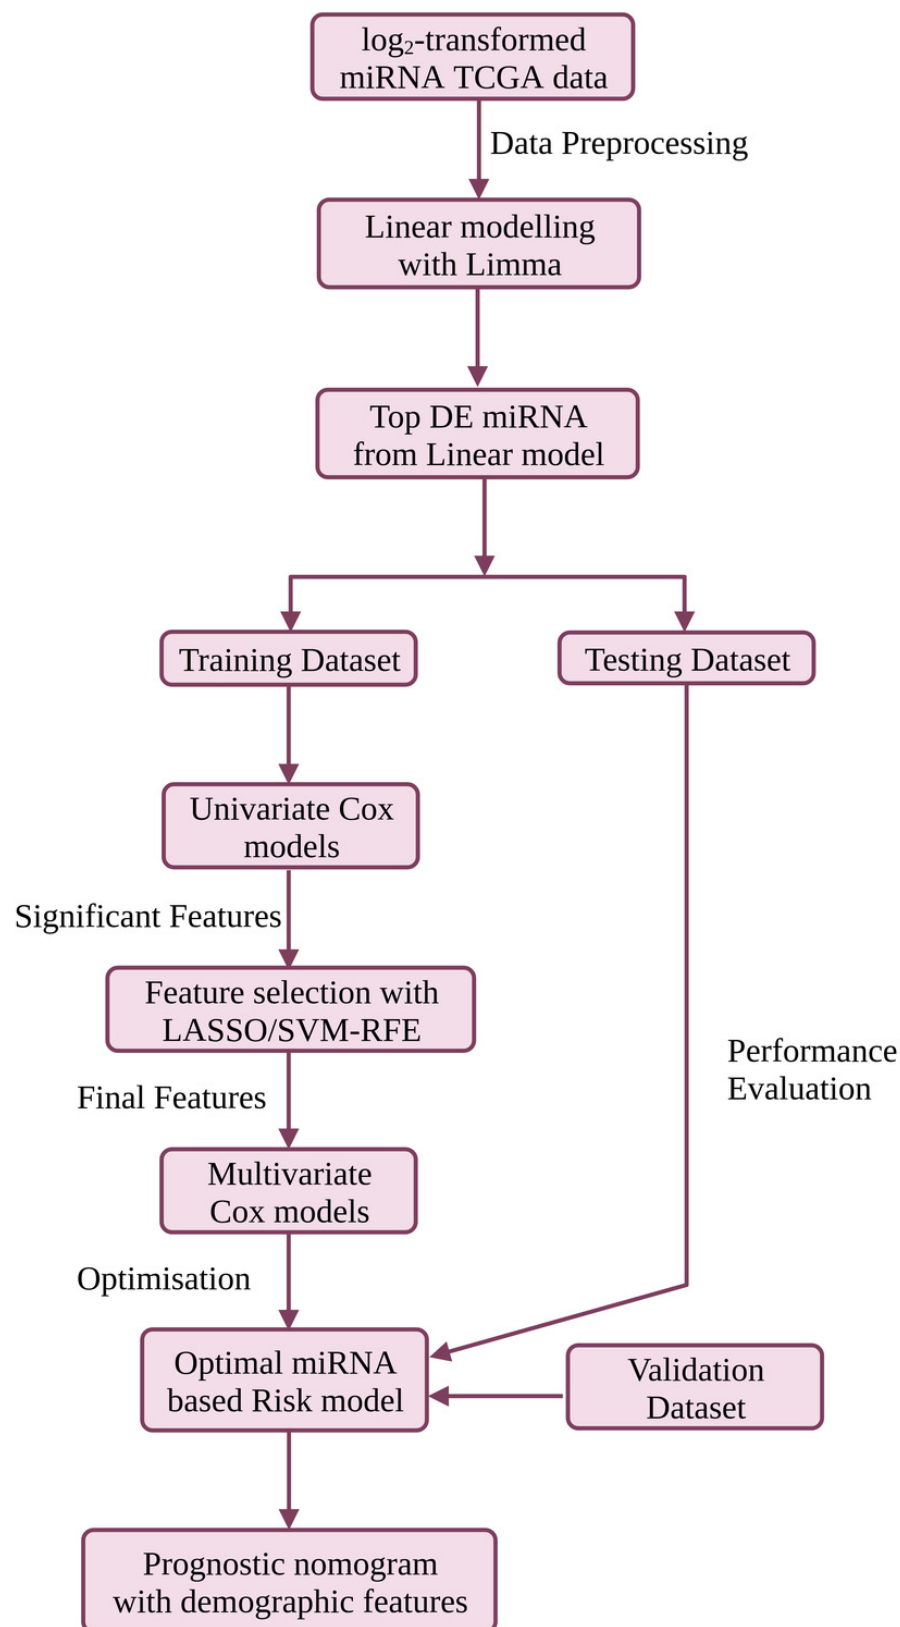 log₂-transformed
miRNA TCGA data
Data Preprocessing
Linear modelling
with Limma
Top DE miRNA
from Linear model
Training Dataset
Testing Dataset
Univariate Cox
models
Significant Features
Feature selection with
LASSO/SVM-RFE
Performance
Evaluation
Final Features
Multivariate
Cox models
Optimisation
Optimal miRNA
based Risk model
Validation
Dataset
Prognostic nomogram
with demographic features